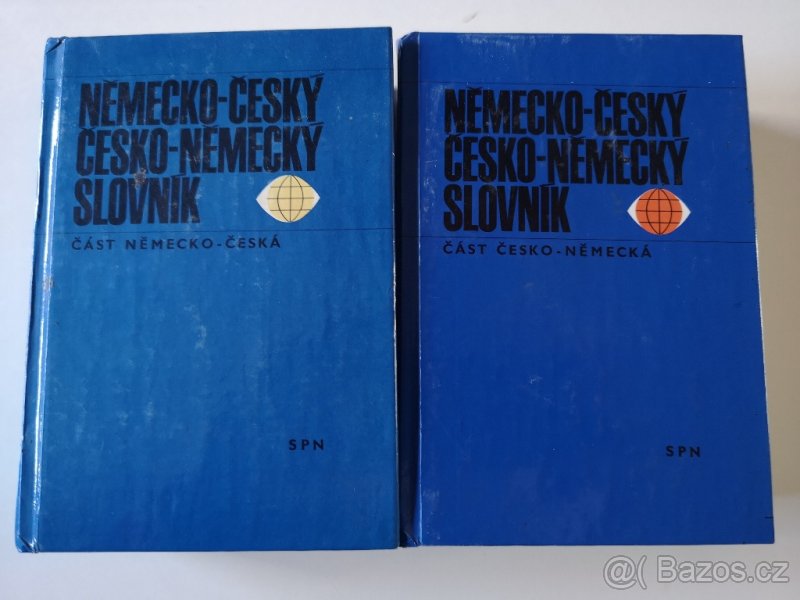 NĚMECKO-ČESKÝ
ČESKO-NĚMECKÝ
SLOVNÍK
ČÁST NĚMECKO-ČESKÁ
SPN
NĚMECKO-ČESKÝ
ČESKO-NĚMECKÝ
SLOVNÍK
ČÁST ČESKO-NĚMECKÁ
SPN
Bazos.cz